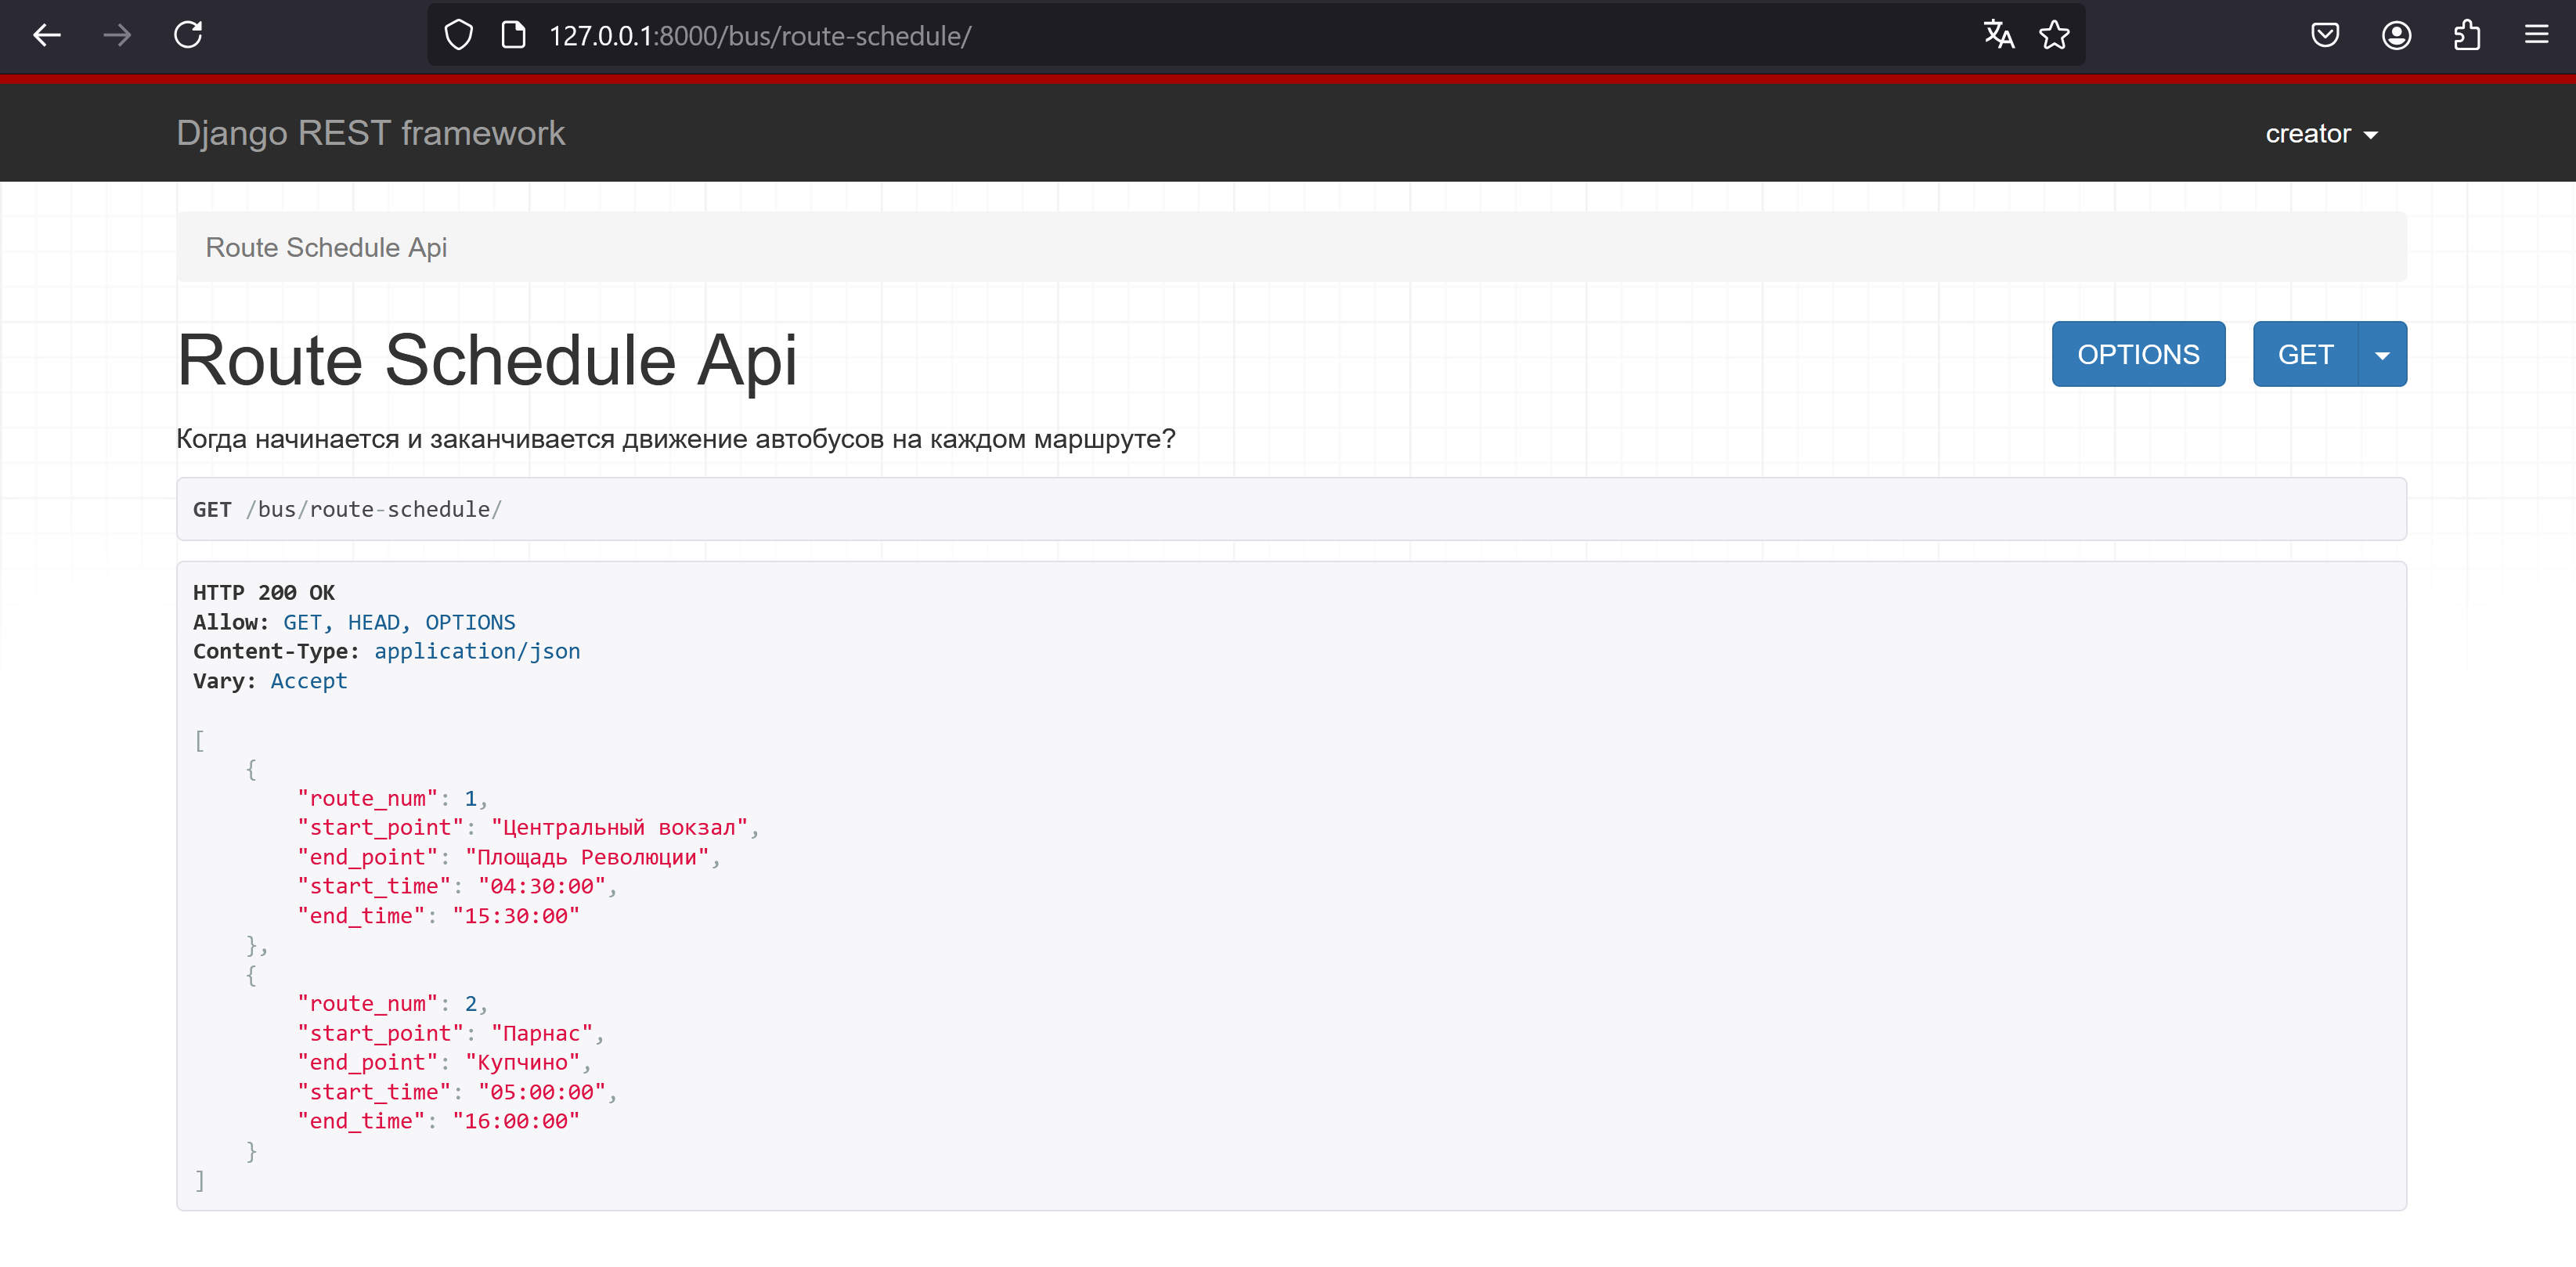 127.0.0.1:8000/bus/route-schedule/
Django REST framework
creator
Route Schedule Api
Route Schedule Api
OPTIONS
GET
Когда начинается и заканчивается движение автобусов на каждом маршруте?
GET /bus/route-schedule/
HTTP 200 OK
Allow: GET, HEAD, OPTIONS
Content-Type: application/json
Vary: Accept
[
    {
        "route_num": 1,
        "start_point": "Центральный вокзал",
        "end_point": "Площадь Революции",
        "start_time": "04:30:00",
        "end_time": "15:30:00"
    },
    {
        "route_num": 2,
        "start_point": "Парнас",
        "end_point": "Купчино",
        "start_time": "05:00:00",
        "end_time": "16:00:00"
    }
]